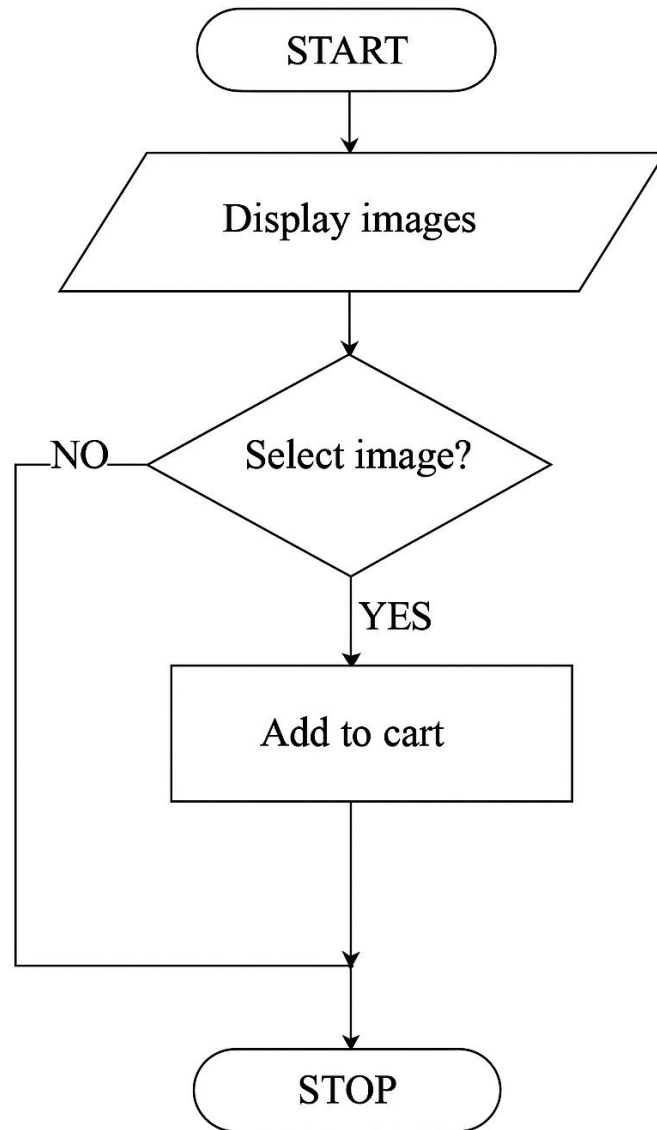 START
Display images
Select image?
NO
YES
Add to cart
STOP